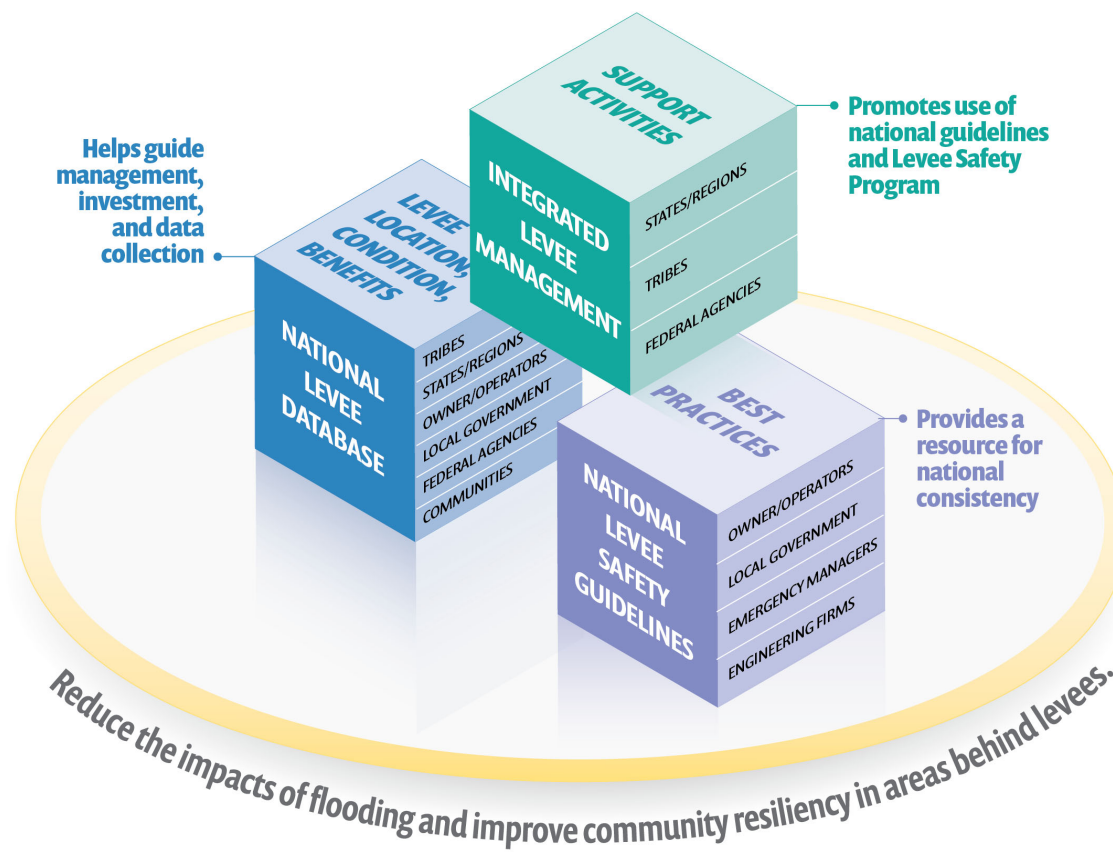 SUPPORT
ACTIVITIES
INTEGRATED
LEVEE
MANAGEMENT
STATES/REGIONS
TRIBES
FEDERAL AGENCIES
Promotes use of
national guidelines
and Levee Safety
Program
Helps guide
management,
investment,
and data
collection
LEVEE
LOCATION,
CONDITION,
BENEFITS
NATIONAL
LEVEE
DATABASE
TRIBES
STATES/REGIONS
OWNER/OPERATORS
LOCAL GOVERNMENT
FEDERAL AGENCIES
COMMUNITIES
BEST
PRACTICES
NATIONAL
LEVEE
SAFETY
GUIDELINES
OWNER/OPERATORS
LOCAL GOVERNMENT
EMERGENCY MANAGERS
ENGINEERING FIRMS
Provides a
resource for
national
consistency
Reduce the impacts of flooding and improve community resiliency in areas behind levees.